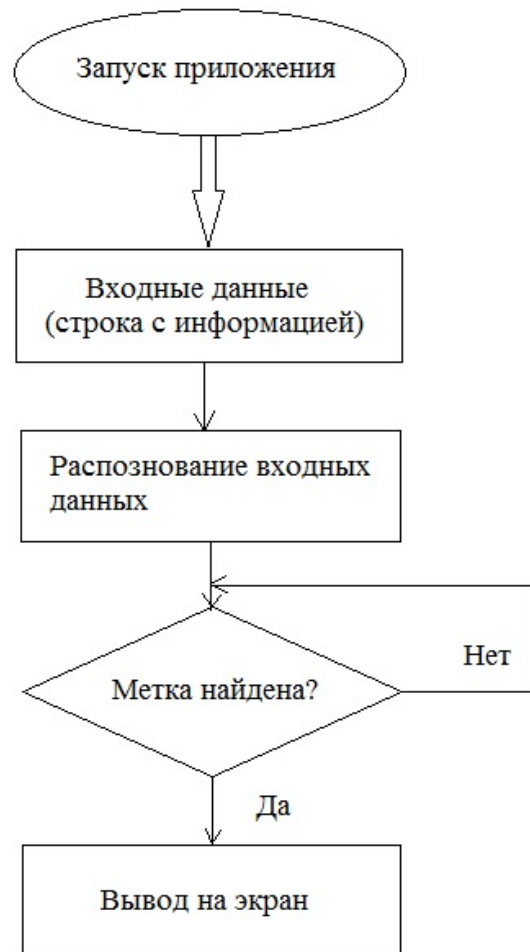 Запуск приложения
Входные данные
(строка с информацией)
Распознование входных
данных
Нет
Метка найдена?
Да
Вывод на экран